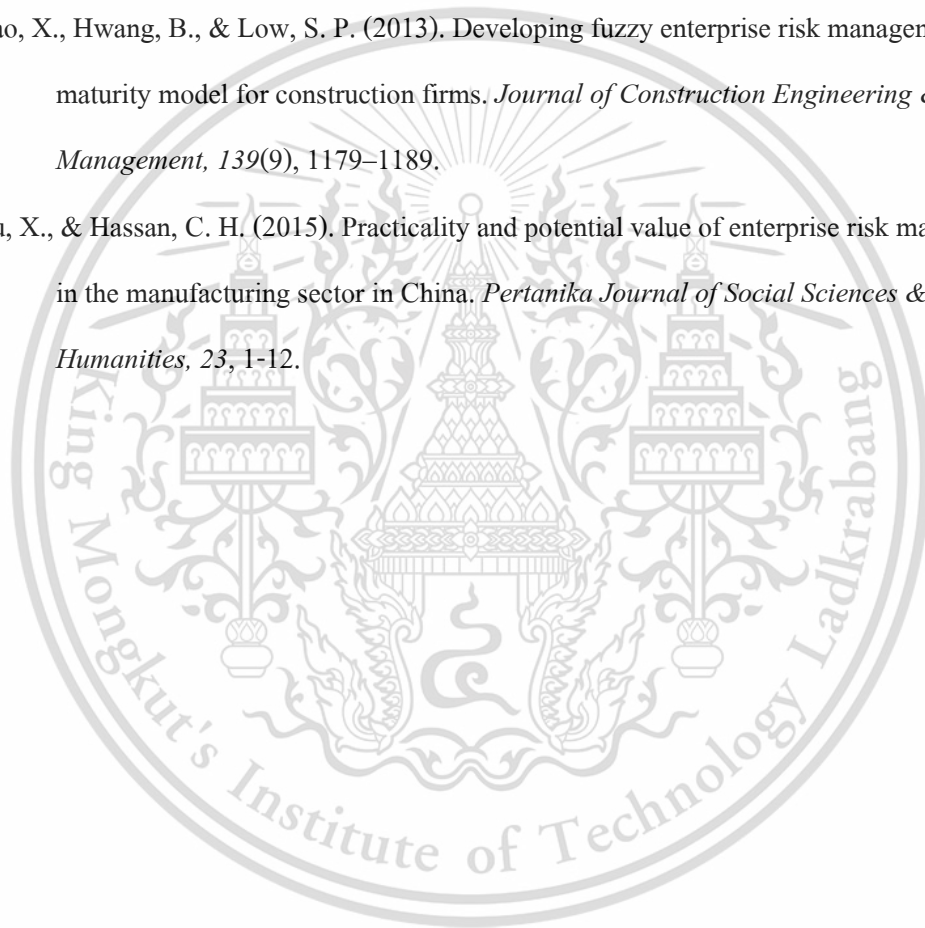 ao, X., Hwang, B., & Low, S. P. (2013). Developing fuzzy enterprise risk managem
maturity model for construction firms. Journal of Construction Engineering &
Management, 139(9), 1179–1189.
u, X., & Hassan, C. H. (2015). Practicality and potential value of enterprise risk ma
in the manufacturing sector in China. Pertanika Journal of Social Sciences &
Humanities, 23, 1-12.
King Mongkut's Institute of Technology Ladkrabang